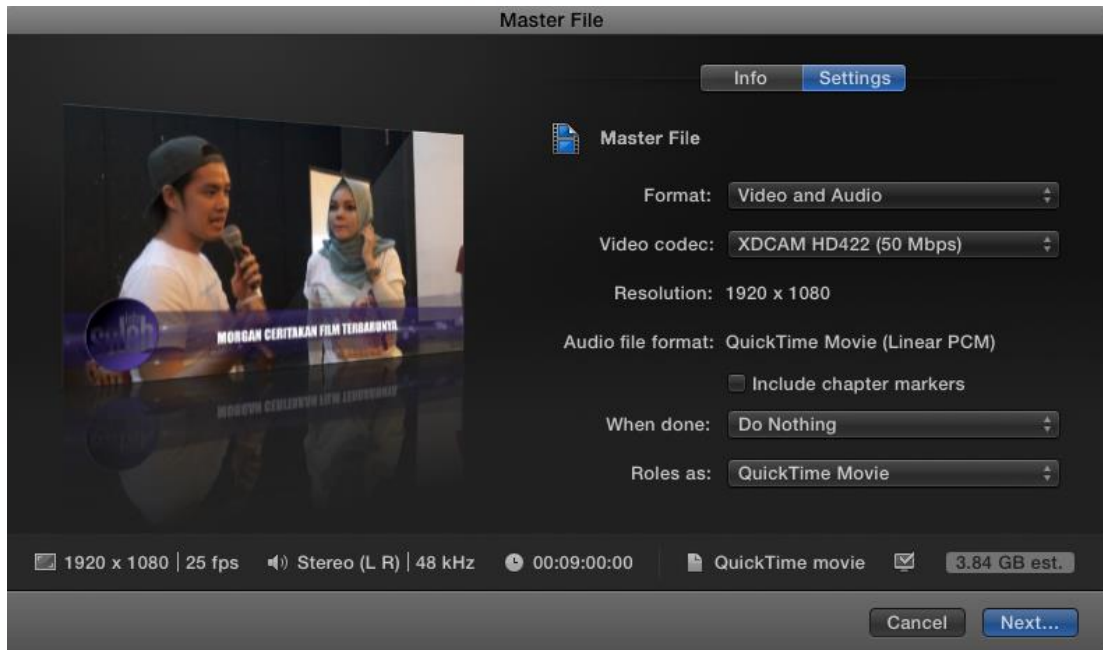 Master File
Info
Settings
Master File
Format: Video and Audio
Video codec: XDCAM HD422 (50 Mbps)
Resolution: 1920 x 1080
Audio file format: QuickTime Movie (Linear PCM)
Include chapter markers
When done: Do Nothing
Roles as: QuickTime Movie
MORGAN CERITAKAN FILM TERBARUNYA
1920 x 1080 | 25 fps
Stereo (L R) | 48 kHz
00:09:00:00
QuickTime movie
3.84 GB est.
Cancel
Next...